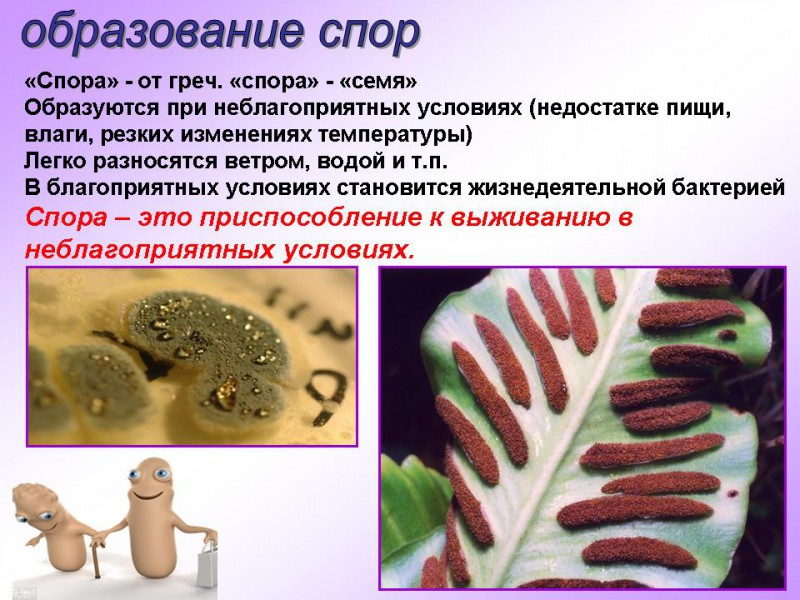 образование спор
«Спора» - от греч. «спора» - «семя»
Образуются при неблагоприятных условиях (недостатке пищи,
влаги, резких изменениях температуры)
Легко разносятся ветром, водой и т.п.
В благоприятных условиях становится жизнедеятельной бактерией
Спора – это приспособление к выживанию в
неблагоприятных условиях.